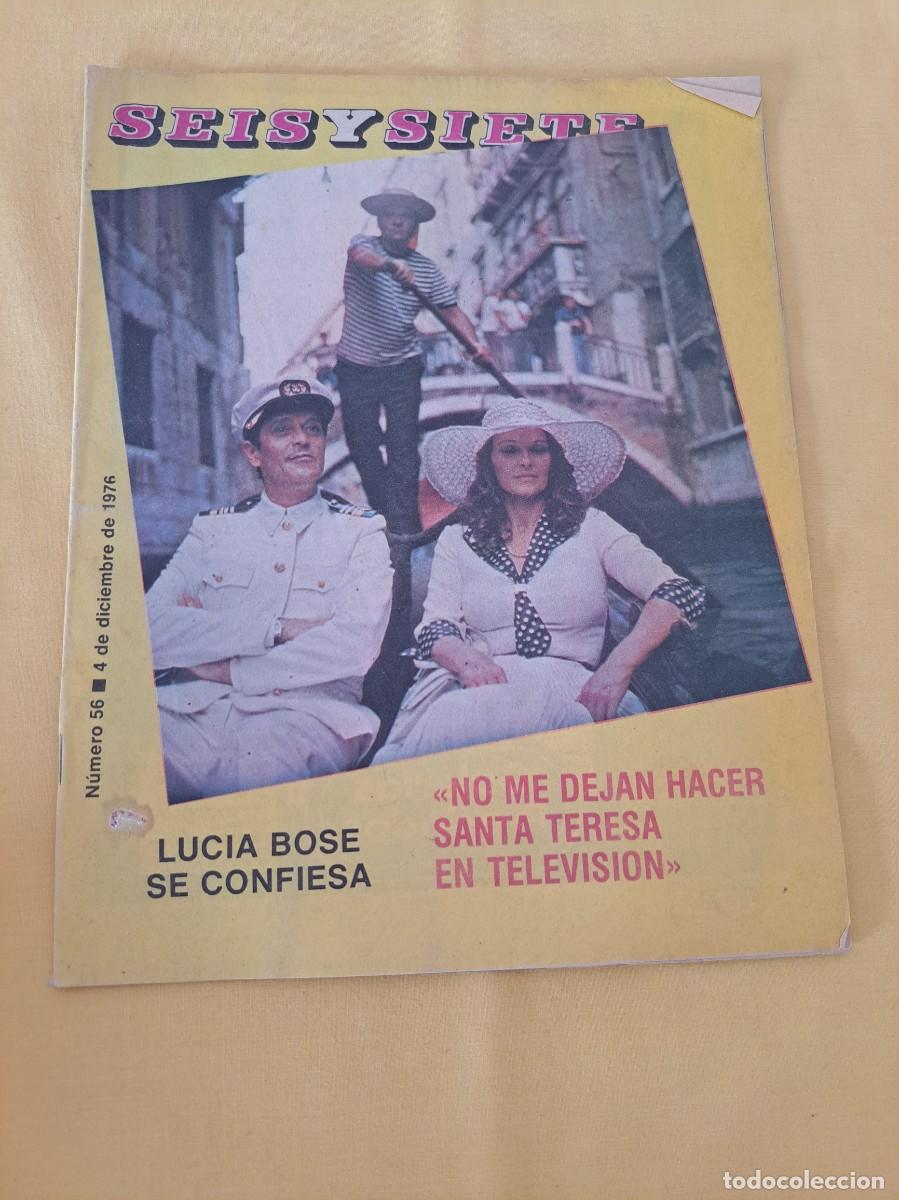 SEISYSIETE
Número 56 ■ 4 de diciembre de 1976
LUCIA BOSE
SE CONFIESA
«NO ME DEJAN HACER
SANTA TERESA
EN TELEVISION»
todocoleccion